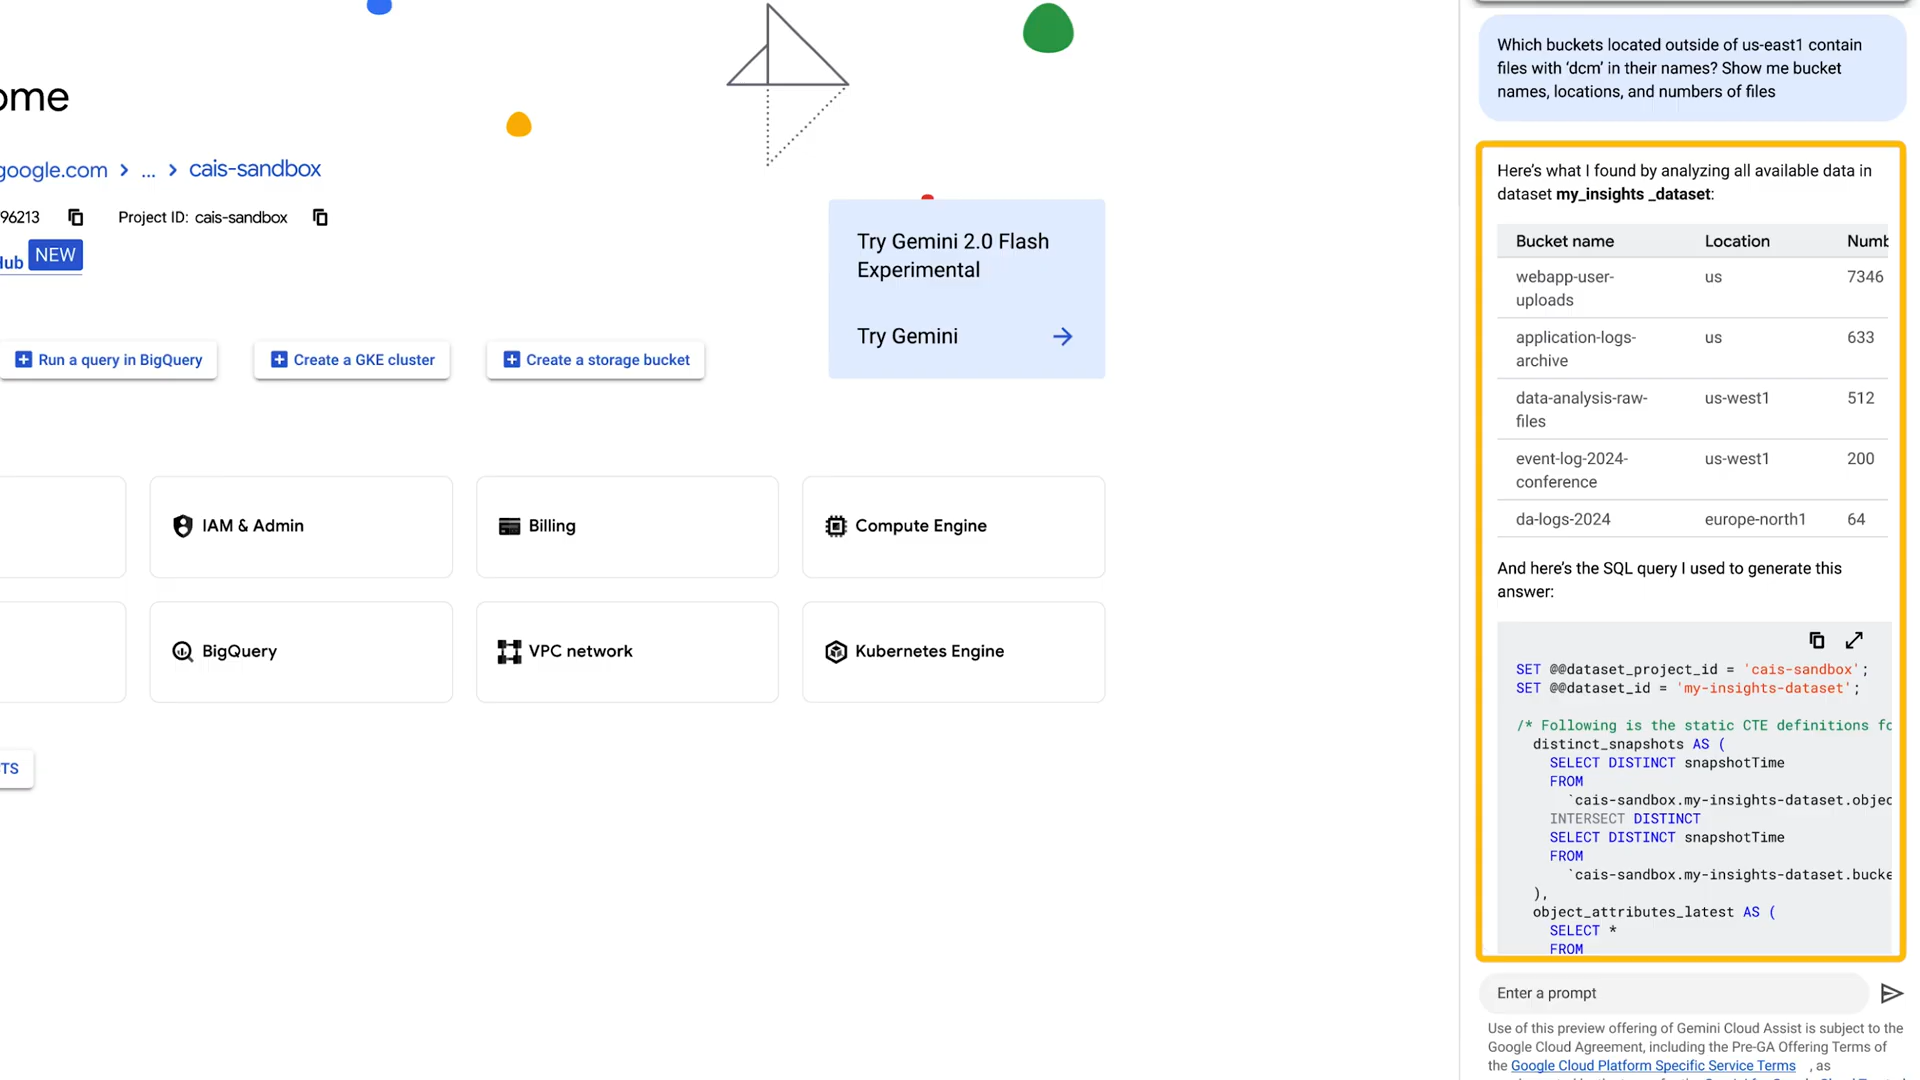 ome
google.com > ... > cais-sandbox
96213 Project ID: cais-sandbox
Hub NEW
Try Gemini 2.0 Flash
Experimental
Try Gemini
Run a query in BigQuery
Create a GKE cluster
Create a storage bucket
IAM & Admin
Billing
Compute Engine
BigQuery
VPC network
Kubernetes Engine
TS
Which buckets located outside of us-east1 contain
files with ‘dcm’ in their names? Show me bucket
names, locations, and numbers of files
Here’s what I found by analyzing all available data in
dataset my_insights _dataset:
Bucket name Location Numb
webapp-user- us 7346
uploads
application-logs- us 633
archive
data-analysis-raw- us-west1 512
files
event-log-2024- us-west1 200
conference
da-logs-2024 europe-north1 64
And here’s the SQL query I used to generate this
answer:
SET @@dataset_project_id = 'cais-sandbox';
SET @@dataset_id = 'my-insights-dataset';
/* Following is the static CTE definitions fo
distinct_snapshots AS (
SELECT DISTINCT snapshotTime
FROM
`cais-sandbox.my-insights-dataset.objec
INTERSECT DISTINCT
SELECT DISTINCT snapshotTime
FROM
`cais-sandbox.my-insights-dataset.bucke
),
object_attributes_latest AS (
SELECT *
FROM
Enter a prompt
Use of this preview offering of Gemini Cloud Assist is subject to the
Google Cloud Agreement, including the Pre-GA Offering Terms of
the Google Cloud Platform Specific Service Terms , as